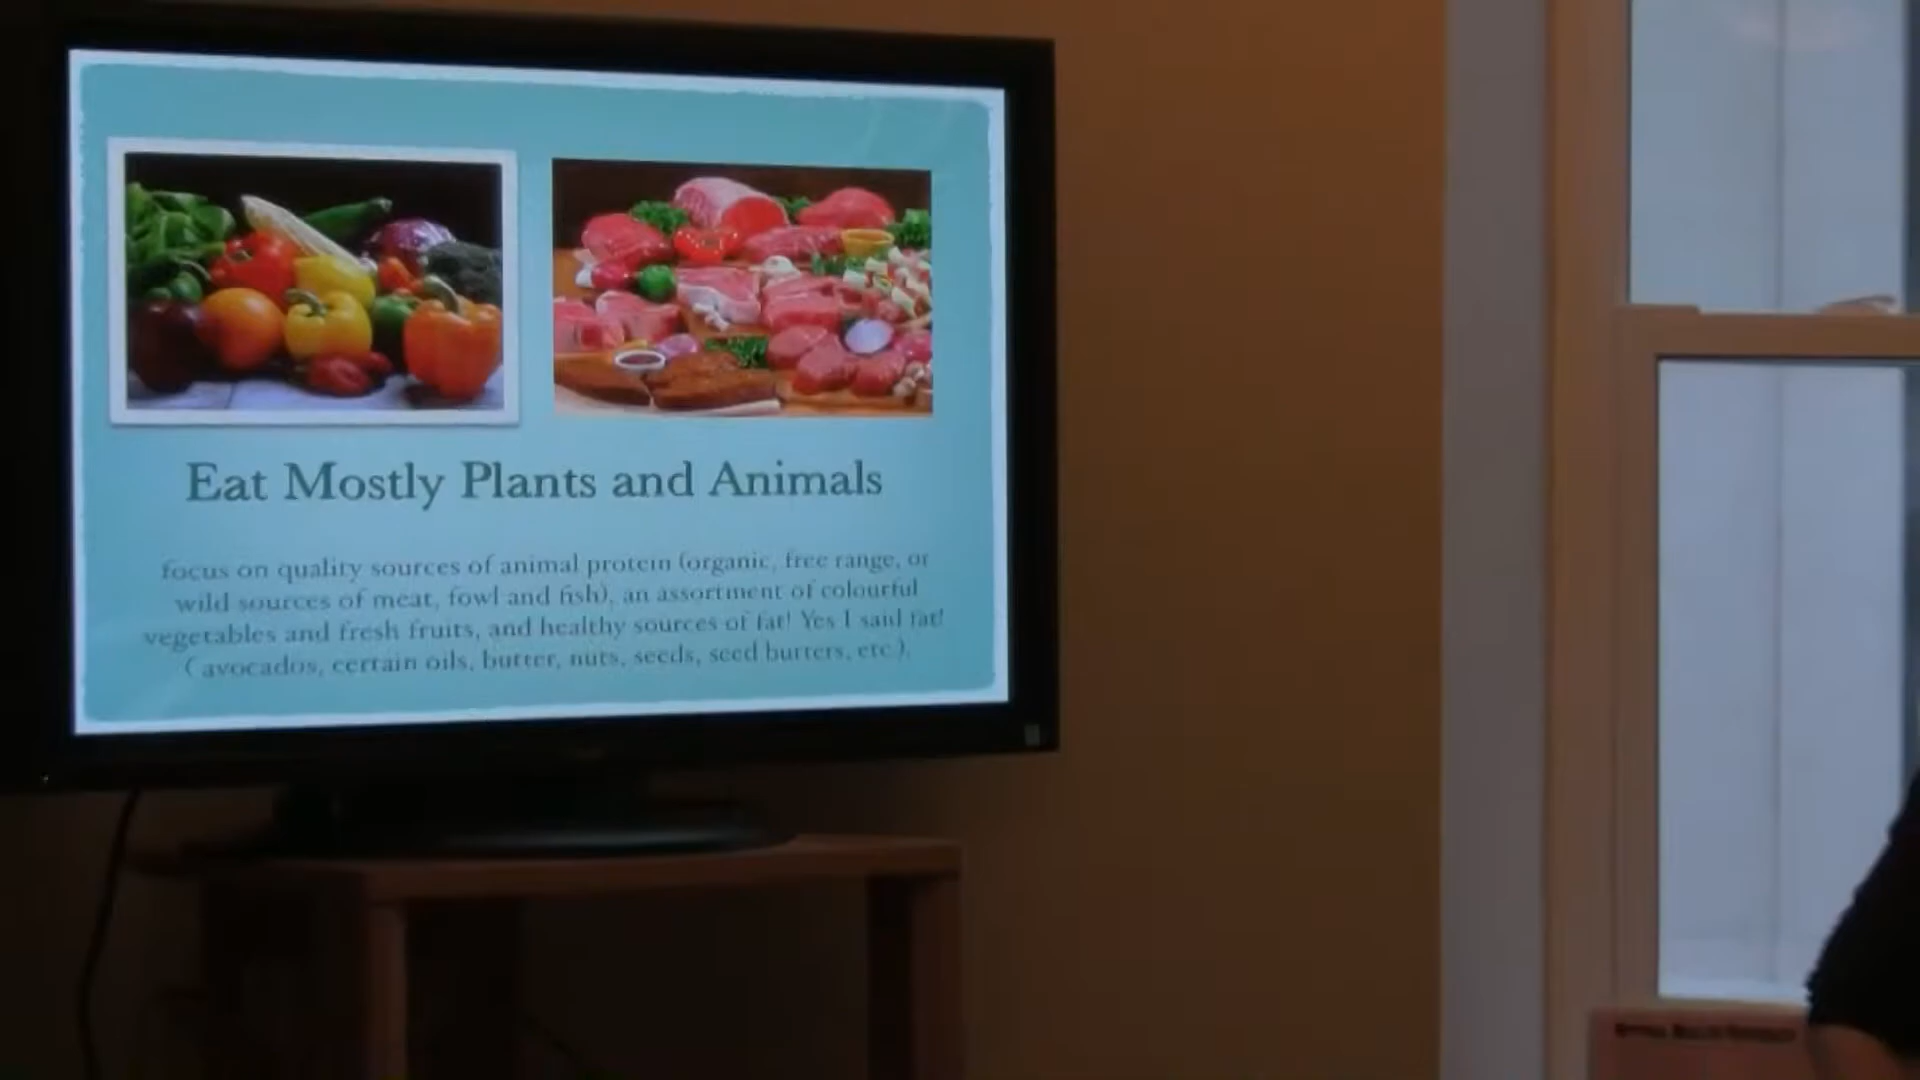 Eat Mostly Plants and Animals
focus on quality sources of animal protein (organic, free range, or
wild sources of meat, fowl and fish), an assortment of colourful
vegetables and fresh fruits, and healthy sources of fat! Yes I said fat!
( avocados, certain oils, butter, nuts, seeds, seed butters, etc.).